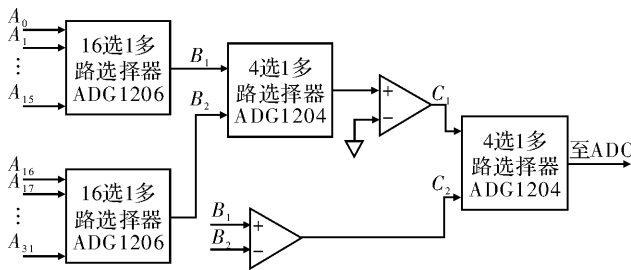 A0
A1
⋮
A15
16选1多
路选择器
ADG1206
B1
B2
4选1多
路选择器
ADG1204
+
−
C1
4选1多
路选择器
ADG1204
至ADC
A16
A17
⋮
A31
16选1多
路选择器
ADG1206
B1
B2
+
−
C2